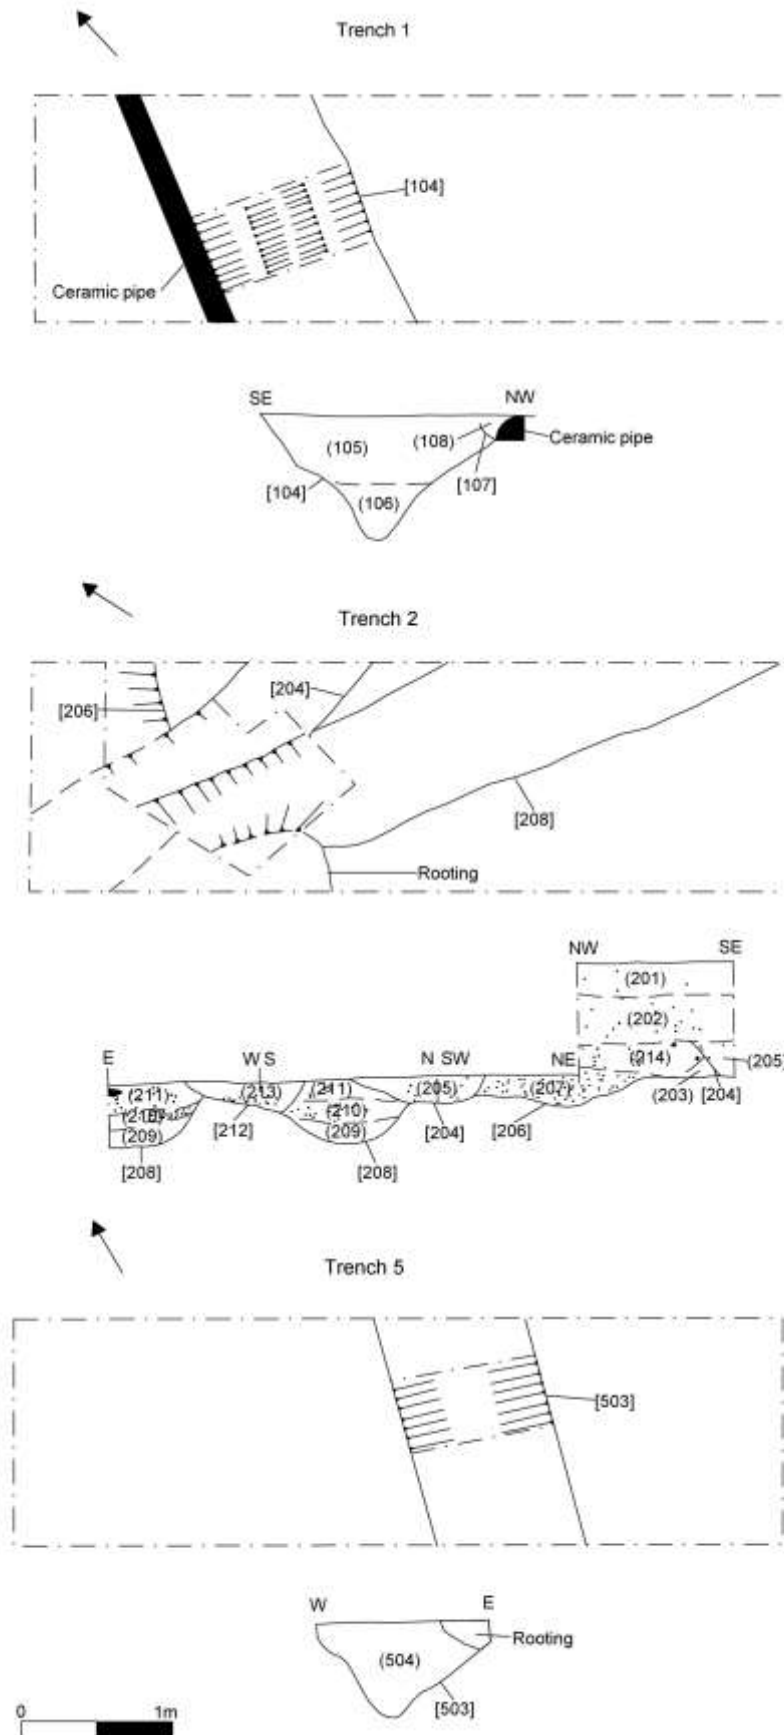 Trench 1
[104]
Ceramic pipe
SE NW
(105) (108) Ceramic pipe
[104] (106) [107]
Trench 2
[204]
[206]
[208]
Rooting
NW SE
(201)
(202)
E W S N SW NE (214) (205)
(211) (213) (211) (205) (207) (203) [204]
(210) [212] (210) [204] [206]
(209) (209)
[208] [208]
Trench 5
[503]
W E
Rooting
(504)
[503]
0 1m